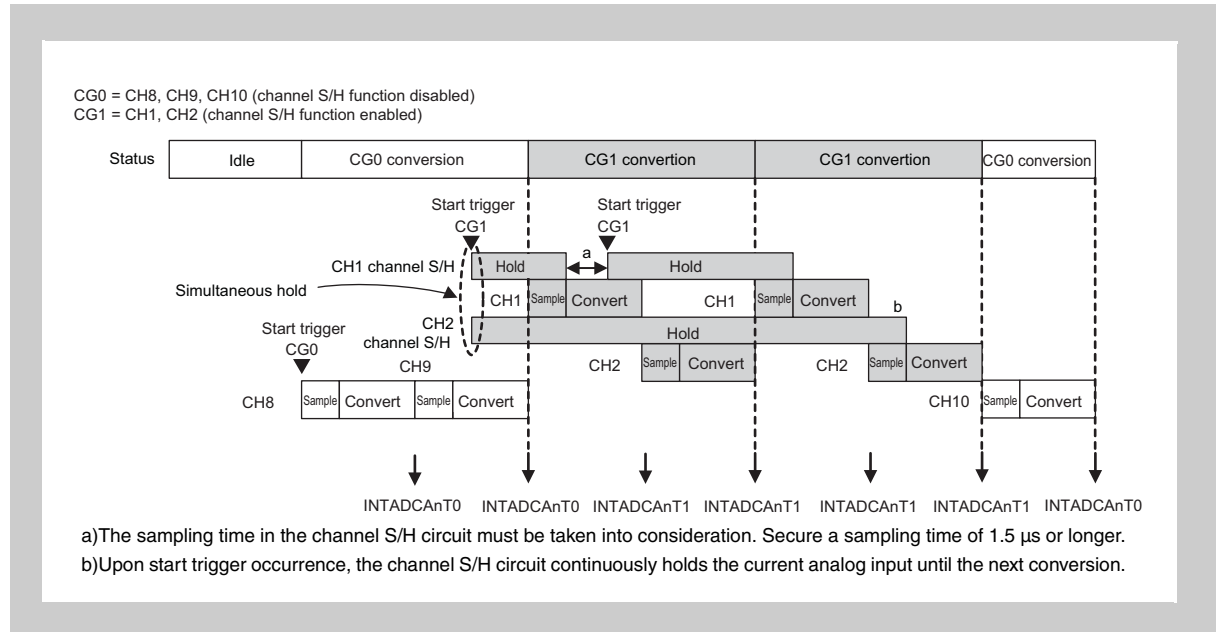 CG0 = CH8, CH9, CH10 (channel S/H function disabled)
CG1 = CH1, CH2 (channel S/H function enabled)
Status
Idle
CG0 conversion
CG1 convertion
CG1 convertion
CG0 conversion
Start trigger
CG1
Start trigger
CG1
a
CH1 channel S/H
Hold
Hold
Simultaneous hold
CH1
Sample
Convert
CH1
Sample
Convert
b
CH2
channel S/H
Hold
Start trigger
CG0
CH9
CH2
Sample
Convert
CH2
Sample
Convert
CH8
Sample
Convert
Sample
Convert
CH10
Sample
Convert
INTADCAnT0
INTADCAnT0
INTADCAnT1
INTADCAnT1
INTADCAnT1
INTADCAnT1
INTADCAnT0
a)The sampling time in the channel S/H circuit must be taken into consideration. Secure a sampling time of 1.5 µs or longer.
b)Upon start trigger occurrence, the channel S/H circuit continuously holds the current analog input until the next conversion.